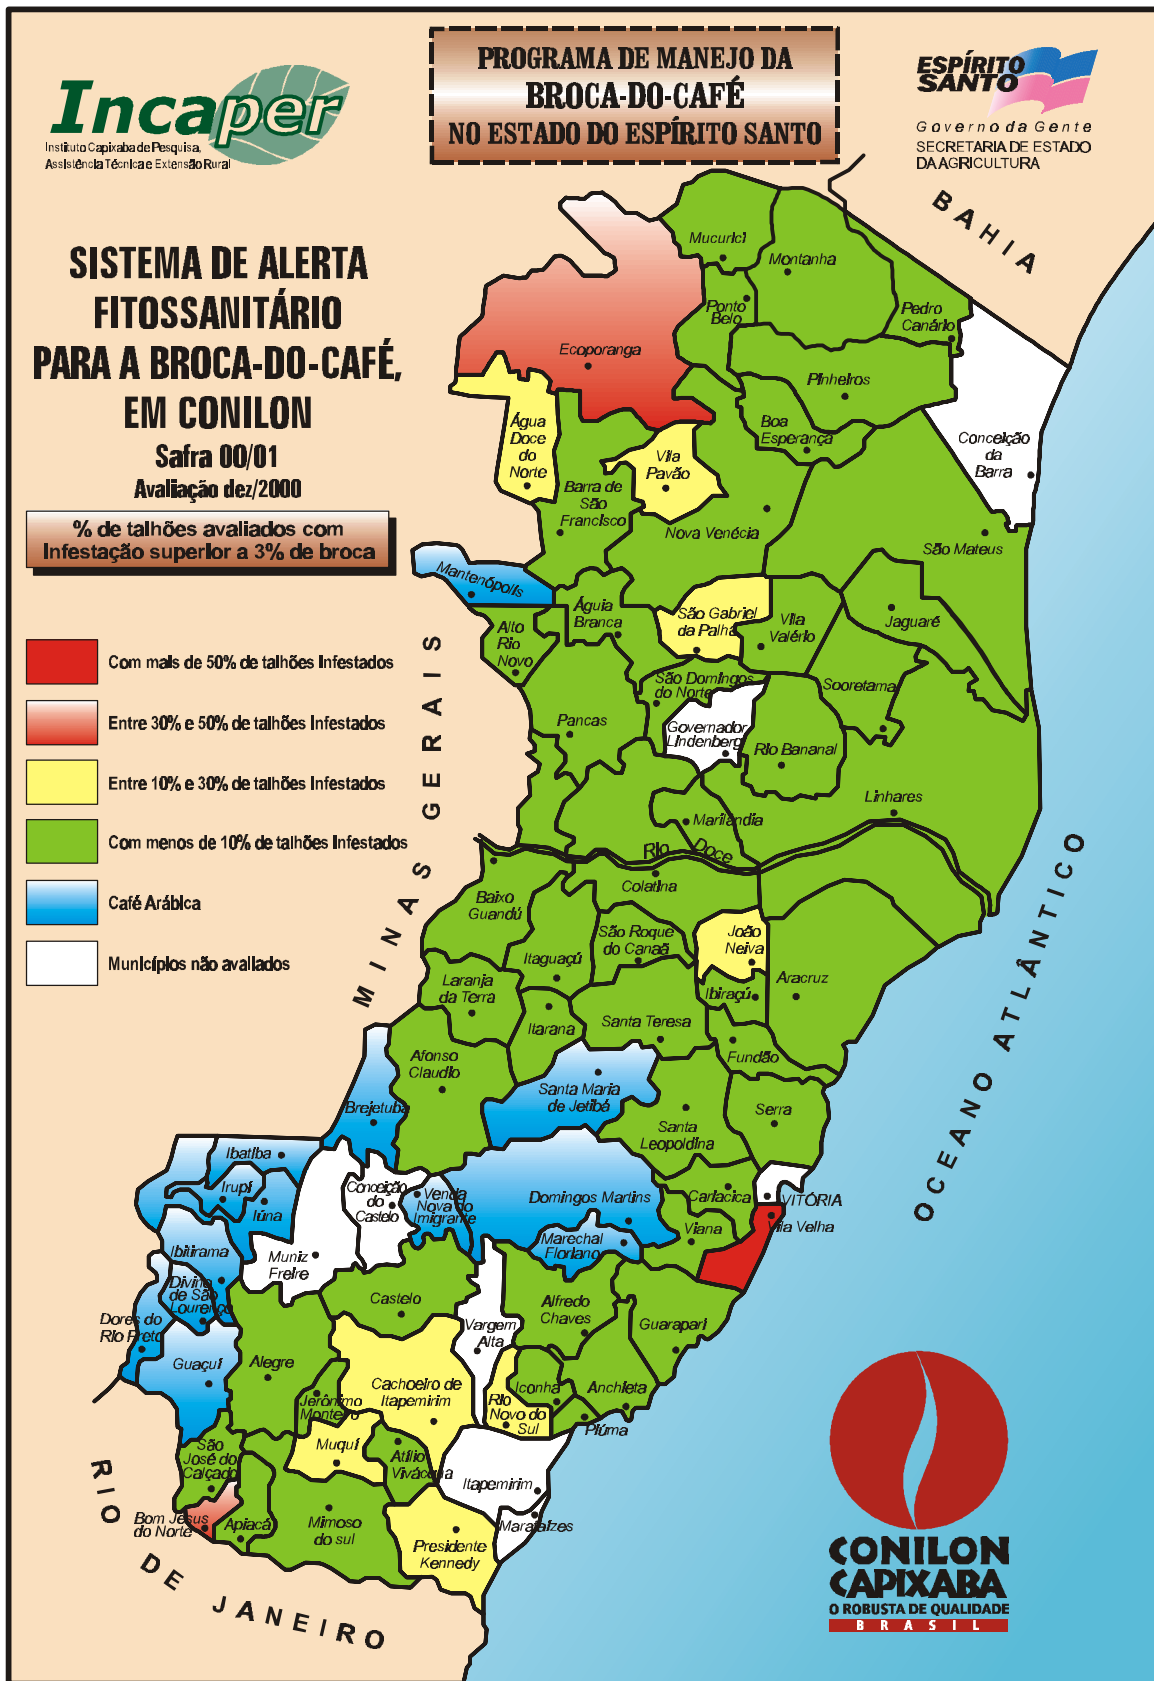 PROGRAMA DE MANEJO DA
BROCA-DO-CAFÉ
NO ESTADO DO ESPÍRITO SANTO
Incaper
Instituto Capixaba de Pesquisa,
Assistência Técnica e Extensão Rural
ESPÍRITO
SANTO
Governo da Gente
SECRETARIA DE ESTADO
DA AGRICULTURA
SISTEMA DE ALERTA
FITOSSANITÁRIO
PARA A BROCA-DO-CAFÉ,
EM CONILON
Safra 00/01
Avaliação dez/2000
% de talhões avaliados com
Infestação superior a 3% de broca
Com mais de 50% de talhões Infestados
Entre 30% e 50% de talhões Infestados
Entre 10% e 30% de talhões Infestados
Com menos de 10% de talhões Infestados
Café Arábica
Municípios não avaliados
BAHIA
MINAS GERAIS
OCEANO ATLÂNTICO
RIO DE JANEIRO
Mucurici
Montanha
Ponto
Belo
Pedro
Canário
Ecoporanga
Pinheiros
Água
Doce
do
Norte
Boa
Esperança
Conceição
da
Barra
Vila
Pavão
Barra de
São
Francisco
Nova Venécia
São Mateus
Mantenópolis
Águia
Branca
São Gabriel
da Palha
Vila
Valério
Jaguaré
Alto
Rio
Novo
São Domingos
do Norte
Sooretama
Pancas
Governador
Lindenberg
Rio Bananal
Linhares
Marilândia
Rio Doce
Colatina
Baixo
Guandú
São Roque
do Canaã
João
Neiva
Itaguaçú
Laranja
da Terra
Ibiraçú
Aracruz
Itarana
Santa Teresa
Fundão
Afonso
Claudio
Santa Maria
de Jetibá
Brejetuba
Serra
Santa
Leopoldina
Ibatiba
Irupi
Iúna
Conceição
do
Castelo
Venda
Nova do
Imigrante
Domingos Martins
Cariacica
VITÓRIA
Vila Velha
Viana
Marechal
Floriano
Ibitirama
Muniz
Freire
Divino
de São
Lourenço
Castelo
Alfredo
Chaves
Dores do
Rio Preto
Vargem
Alta
Guarapari
Guaçuí
Alegre
Cachoeiro de
Itapemirim
Iconha
Anchieta
Jerônimo
Monteiro
Rio
Novo do
Sul
Piúma
Muqui
Atílio
Vivácqua
São
José do
Calçado
Itapemirim
Bom Jesus
do Norte
Apiacá
Mimoso
do sul
Marataízes
Presidente
Kennedy
CONILON
CAPIXABA
O ROBUSTA DE QUALIDADE
BRASIL